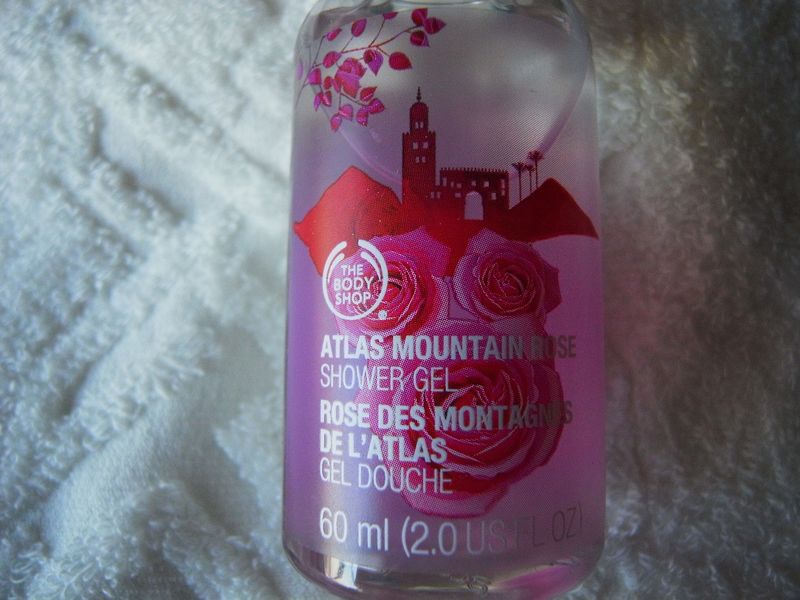 THE
BODY
SHOP
®
ATLAS MOUNTAIN ROSE
SHOWER GEL
ROSE DES MONTAGNES
DE L'ATLAS
GEL DOUCHE
60 ml (2.0 US FL.OZ)